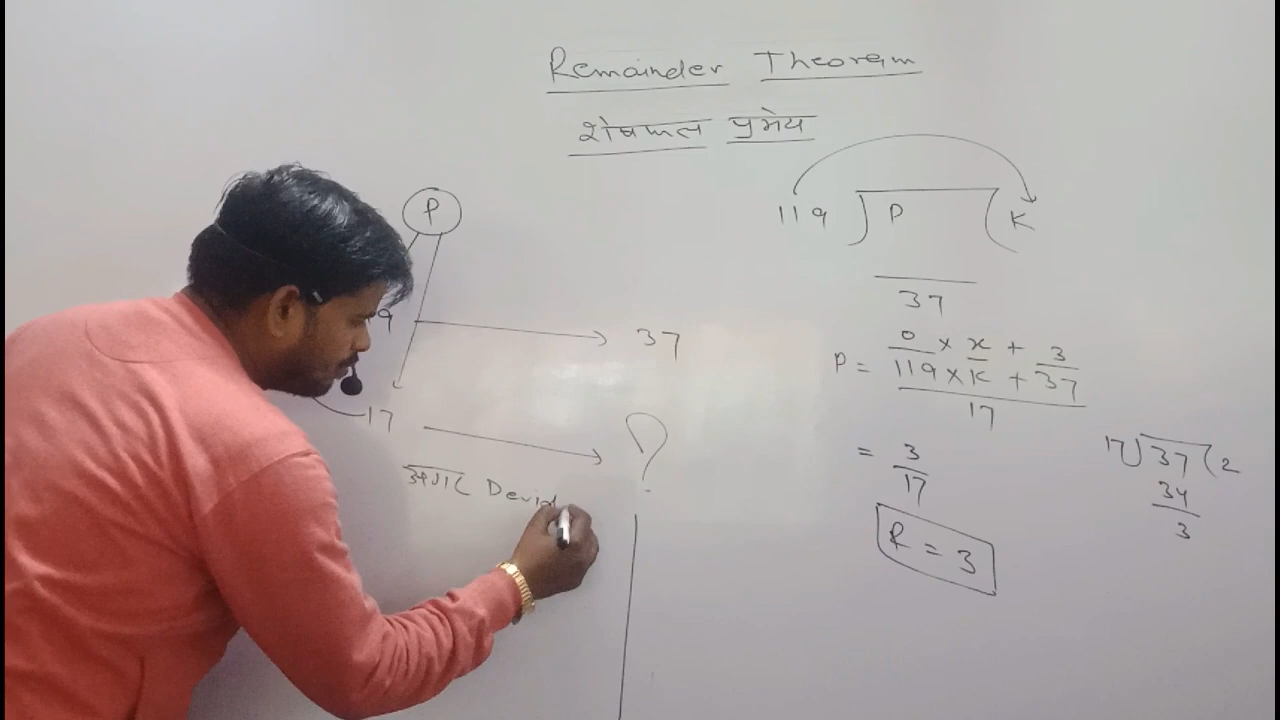 Remainder Theorem
शेषफल प्रमेय
P
9 37
17 ?
अगर Devid
119 ) P ( K
37
0 × x + 3
P = 119 × K + 37
17
= 3
17
R = 3
17 ) 37 ( 2
34
3